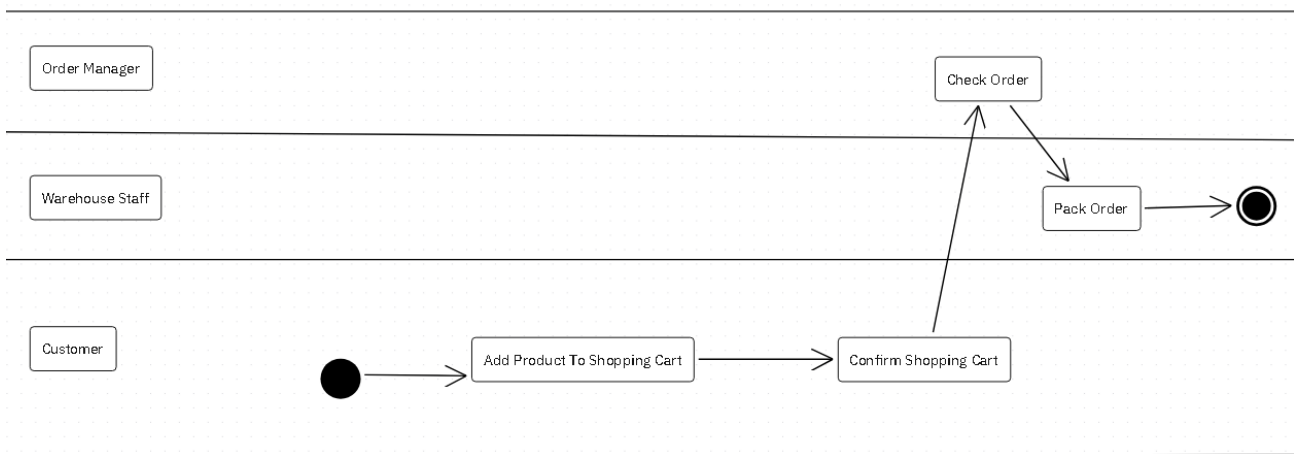 Order Manager
Check Order
Warehouse Staff
Pack Order
Customer
Add Product To Shopping Cart
Confirm Shopping Cart